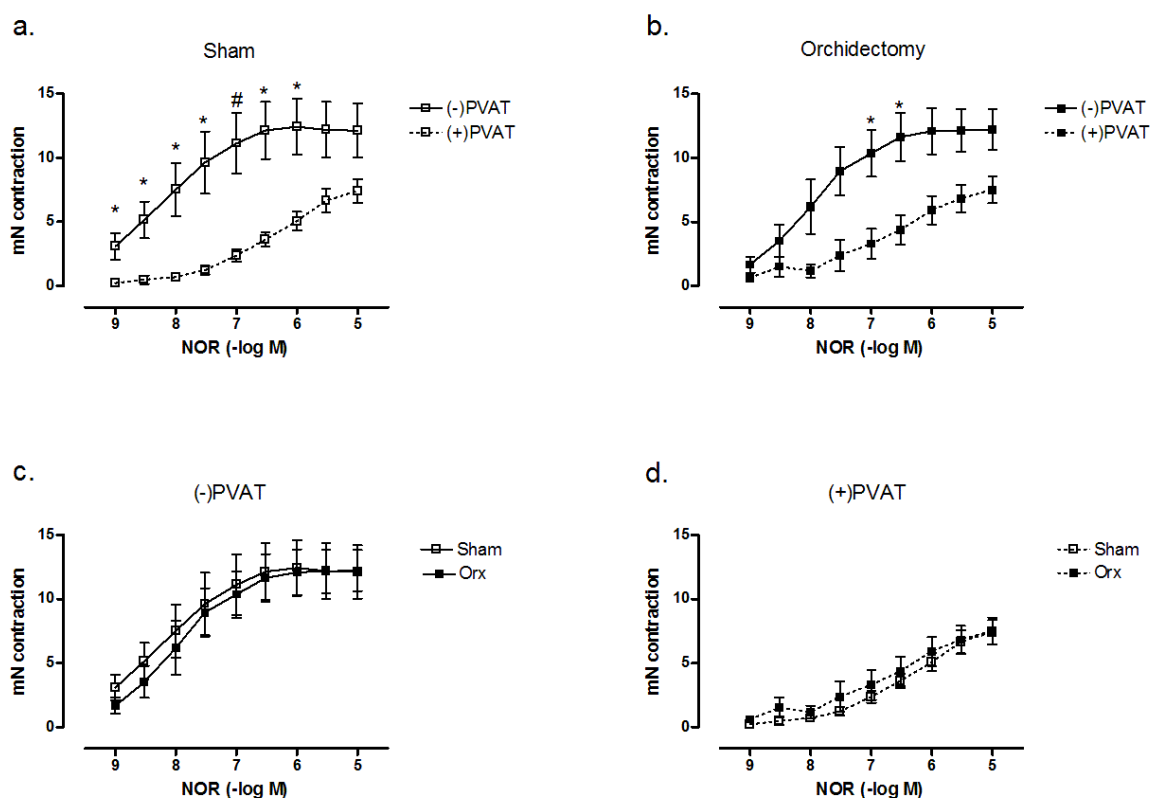 a.
Sham
* * * * # * *
15
10
5
0
mN contraction
9 8 7 6 5
NOR (-log M)
(-)PVAT
(+)PVAT
b.
Orchidectomy
* *
15
10
5
0
mN contraction
9 8 7 6 5
NOR (-log M)
(-)PVAT
(+)PVAT
c.
(-)PVAT
15
10
5
0
mN contraction
9 8 7 6 5
NOR (-log M)
Sham
Orx
d.
(+)PVAT
15
10
5
0
mN contraction
9 8 7 6 5
NOR (-log M)
Sham
Orx